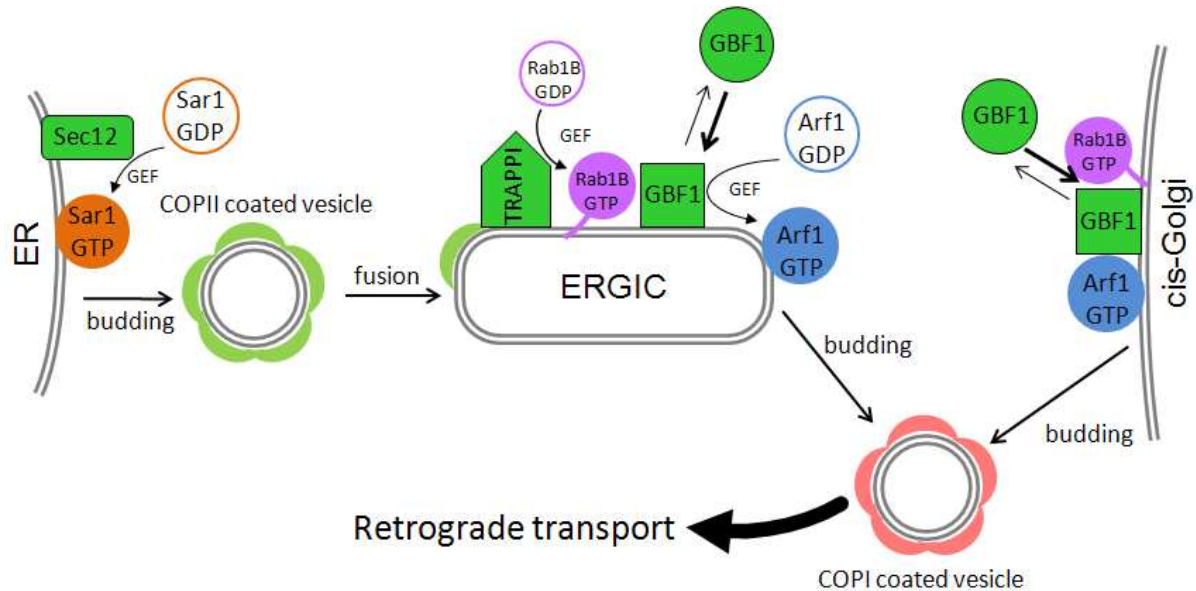 ER
Sec12
Sar1
GDP
GEF
Sar1
GTP
budding
COPII coated vesicle
fusion
TRAPPI
Rab1B
GDP
GEF
Rab1B
GTP
GBF1
GBF1
Arf1
GDP
GEF
Arf1
GTP
ERGIC
budding
GBF1
Rab1B
GTP
GBF1
Arf1
GTP
cis-Golgi
budding
Retrograde transport
COPI coated vesicle